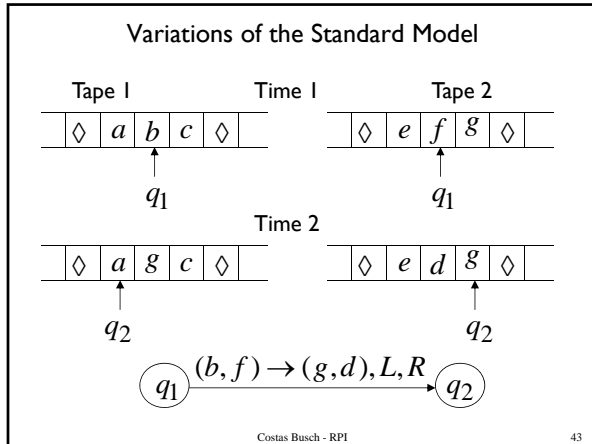 Variations of the Standard Model
Tape 1 Time 1 Tape 2
◊ a b c ◊ ◊ e f g ◊
q1 q1
Time 2
◊ a g c ◊ ◊ e d g ◊
q2 q2
q1 (b, f) → (g, d), L, R q2
Costas Busch - RPI 43